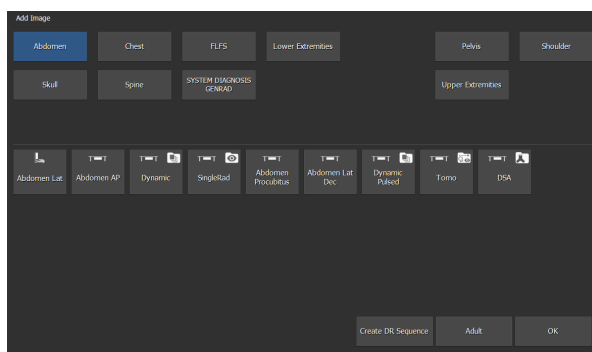 Add Image
Abdomen
Chest
FLFS
Lower Extremities
Pelvis
Shoulder
Skull
Spine
SYSTEM DIAGNOSIS
GENRAD
Upper Extremities
Abdomen Lat
Abdomen AP
Dynamic
SingleRad
Abdomen
Procubitus
Abdomen Lat
Dec
Dynamic
Pulsed
Tomo
DSA
Create DR Sequence
Adult
OK